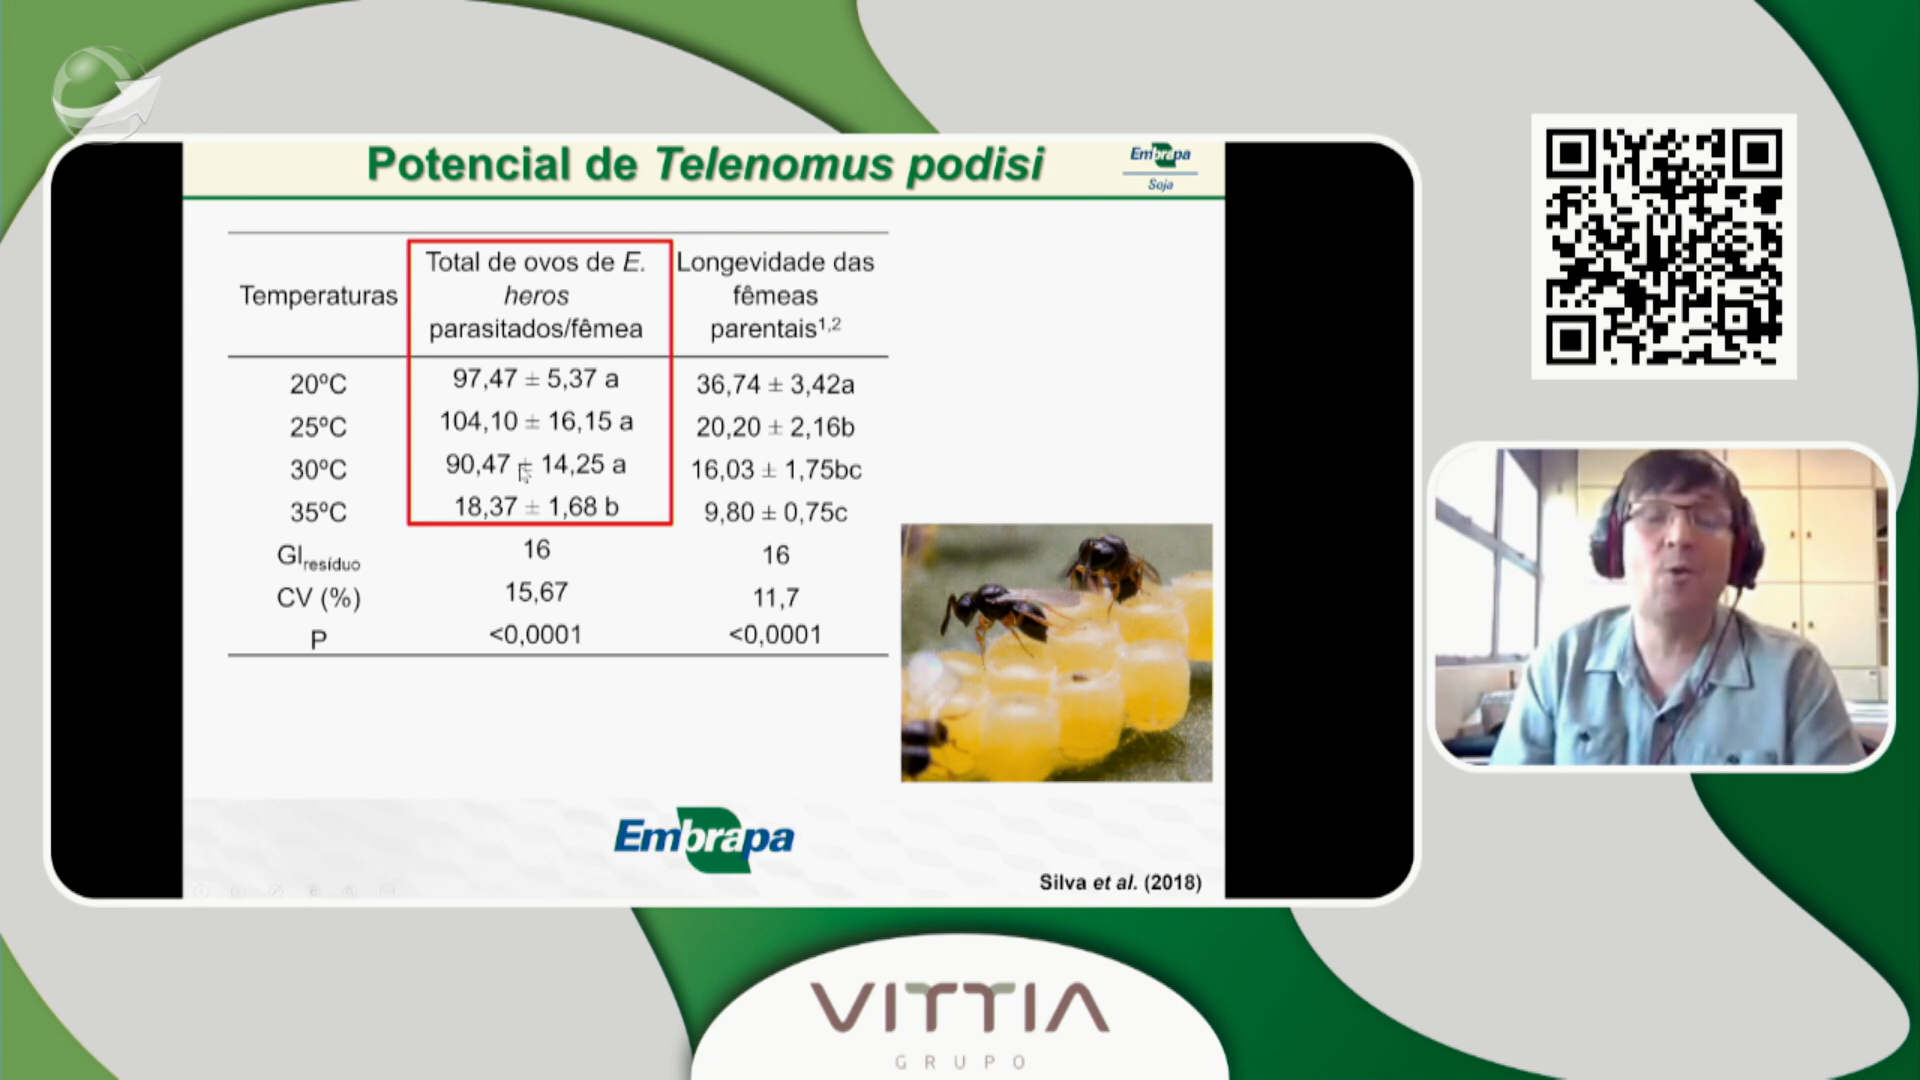 Potencial de Telenomus podisi
Embrapa
Soja
Temperaturas
Total de ovos de E.
heros
parasitados/fêmea
Longevidade das
fêmeas
parentais¹,²
20ºC 97,47 ± 5,37 a 36,74 ± 3,42a
25ºC 104,10 ± 16,15 a 20,20 ± 2,16b
30ºC 90,47 ± 14,25 a 16,03 ± 1,75bc
35ºC 18,37 ± 1,68 b 9,80 ± 0,75c
Glresíduo 16 16
CV (%) 15,67 11,7
P <0,0001 <0,0001
Embrapa
Silva et al. (2018)
VITTIA
GRUPO